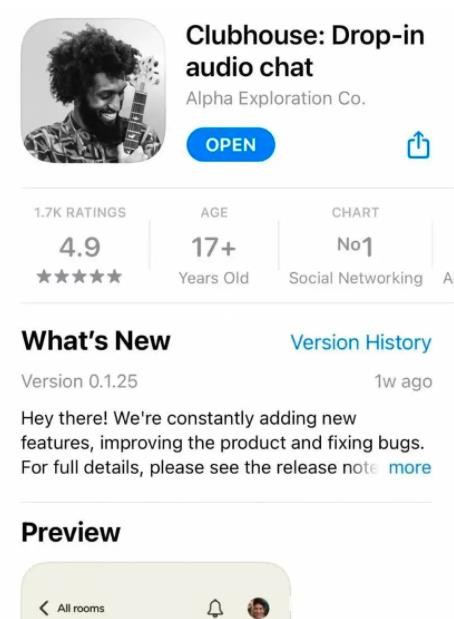 Clubhouse: Drop-in
audio chat
Alpha Exploration Co.
OPEN
1.7K RATINGS
4.9
AGE
17+
Years Old
CHART
No1
Social Networking
A
What's New
Version History
Version 0.1.25
1w ago
Hey there! We're constantly adding new
features, improving the product and fixing bugs.
For full details, please see the release note more
Preview
All rooms